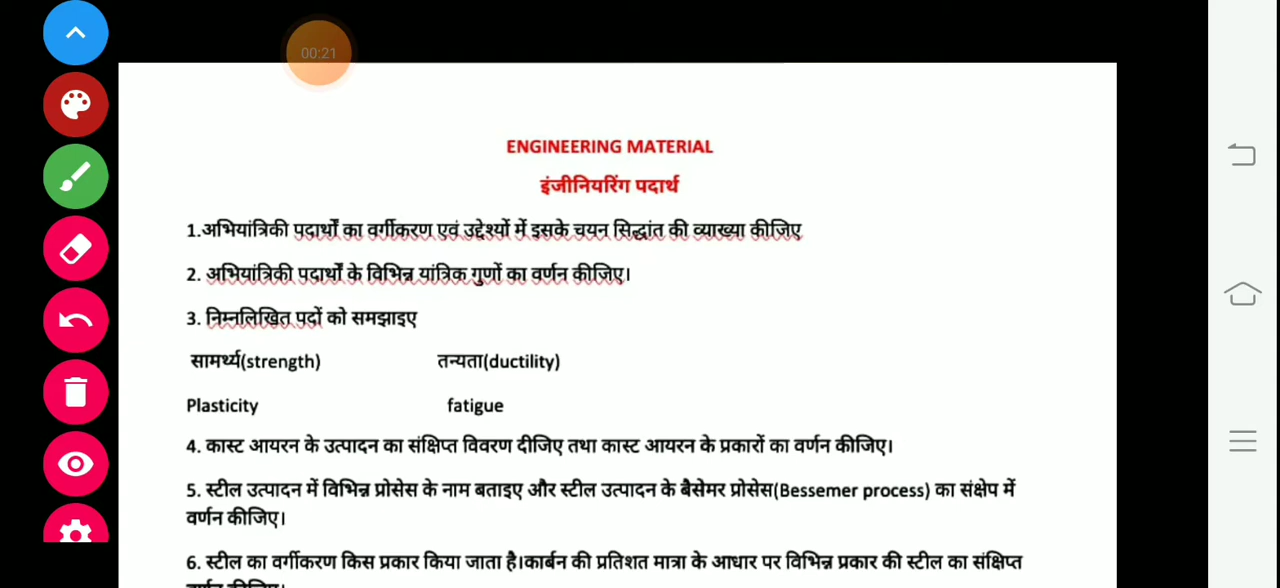 00:21
ENGINEERING MATERIAL
इंजीनियरिंग पदार्थ
1.अभियांत्रिकी पदार्थों का वर्गीकरण एवं उद्देश्यों में इसके चयन सिद्धांत की व्याख्या कीजिए
2. अभियांत्रिकी पदार्थों के विभिन्न यांत्रिक गुणों का वर्णन कीजिए।
3. निम्नलिखित पदों को समझाइए
सामर्थ्य(strength) तन्यता(ductility)
Plasticity fatigue
4. कास्ट आयरन के उत्पादन का संक्षिप्त विवरण दीजिए तथा कास्ट आयरन के प्रकारों का वर्णन कीजिए।
5. स्टील उत्पादन में विभिन्न प्रोसेस के नाम बताइए और स्टील उत्पादन के बैसेमर प्रोसेस(Bessemer process) का संक्षेप में
वर्णन कीजिए।
6. स्टील का वर्गीकरण किस प्रकार किया जाता है।कार्बन की प्रतिशत मात्रा के आधार पर विभिन्न प्रकार की स्टील का संक्षिप्त